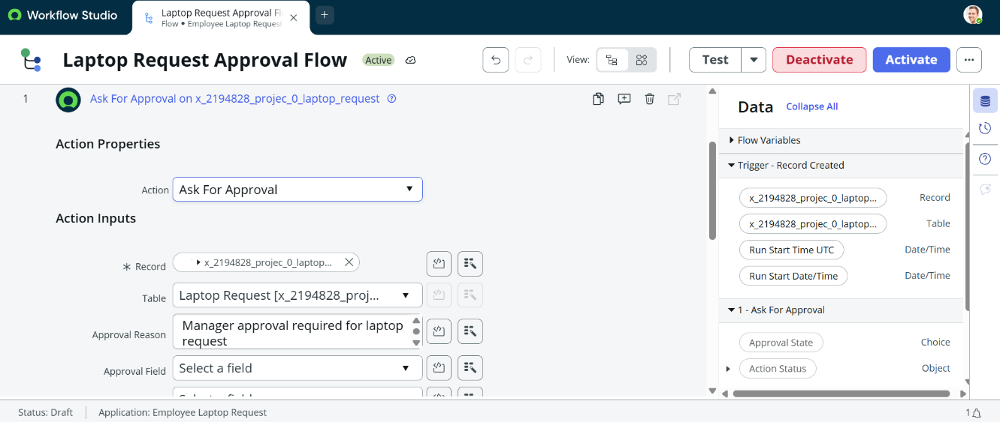 Workflow Studio
Laptop Request Approval Fl
Flow • Employee Laptop Request
Laptop Request Approval Flow
Active
View:
Test
Deactivate
Activate
1
Ask For Approval on x_2194828_projec_0_laptop_request
Action Properties
Action
Ask For Approval
Action Inputs
* Record
x_2194828_projec_0_laptop...
Table
Laptop Request [x_2194828_proj...
Approval Reason
Manager approval required for laptop
request
Approval Field
Select a field
Data
Collapse All
Flow Variables
Trigger - Record Created
x_2194828_projec_0_laptop...
Record
x_2194828_projec_0_laptop...
Table
Run Start Time UTC
Date/Time
Run Start Date/Time
Date/Time
1 - Ask For Approval
Approval State
Choice
Action Status
Object
Status: Draft
Application: Employee Laptop Request
1